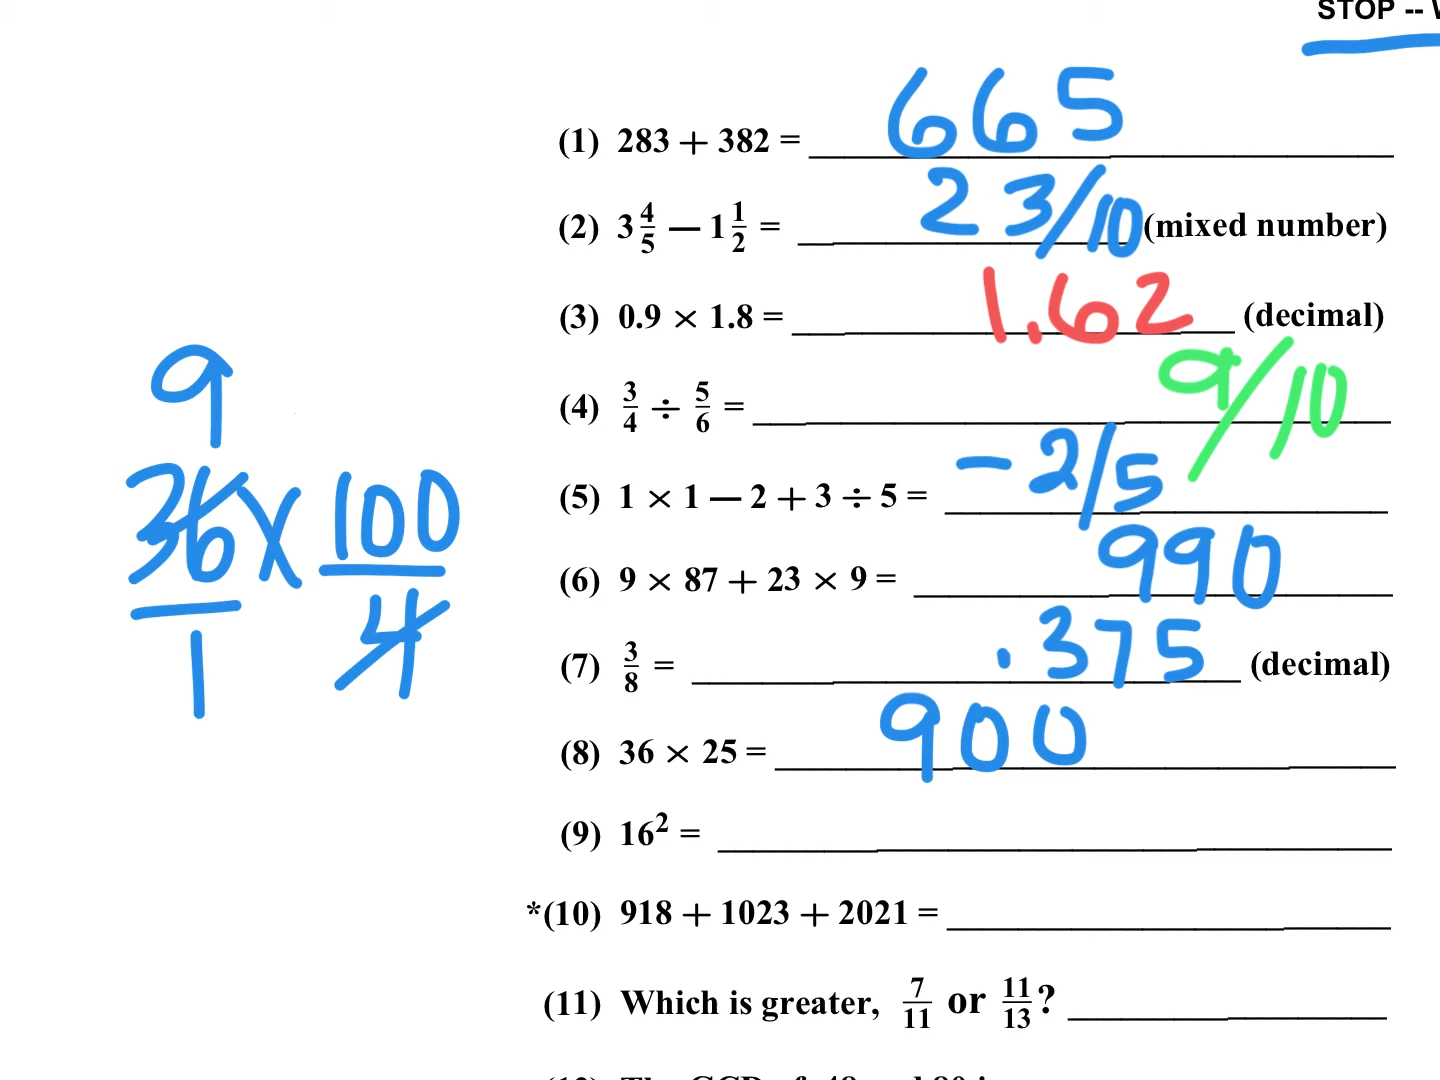 STOP --
(1) 283 + 382 = 665
(2) 3 4/5 — 1 1/2 = 2 3/10 (mixed number)
(3) 0.9 × 1.8 = 1.62 (decimal)
(4) 3/4 ÷ 5/6 = 9/10
(5) 1 × 1 — 2 + 3 ÷ 5 = -2/5
(6) 9 × 87 + 23 × 9 = 990
(7) 3/8 = .375 (decimal)
(8) 36 × 25 = 900
9
36/1 × 100/4
(9) 16² =
*(10) 918 + 1023 + 2021 =
(11) Which is greater, 7/11 or 11/13?